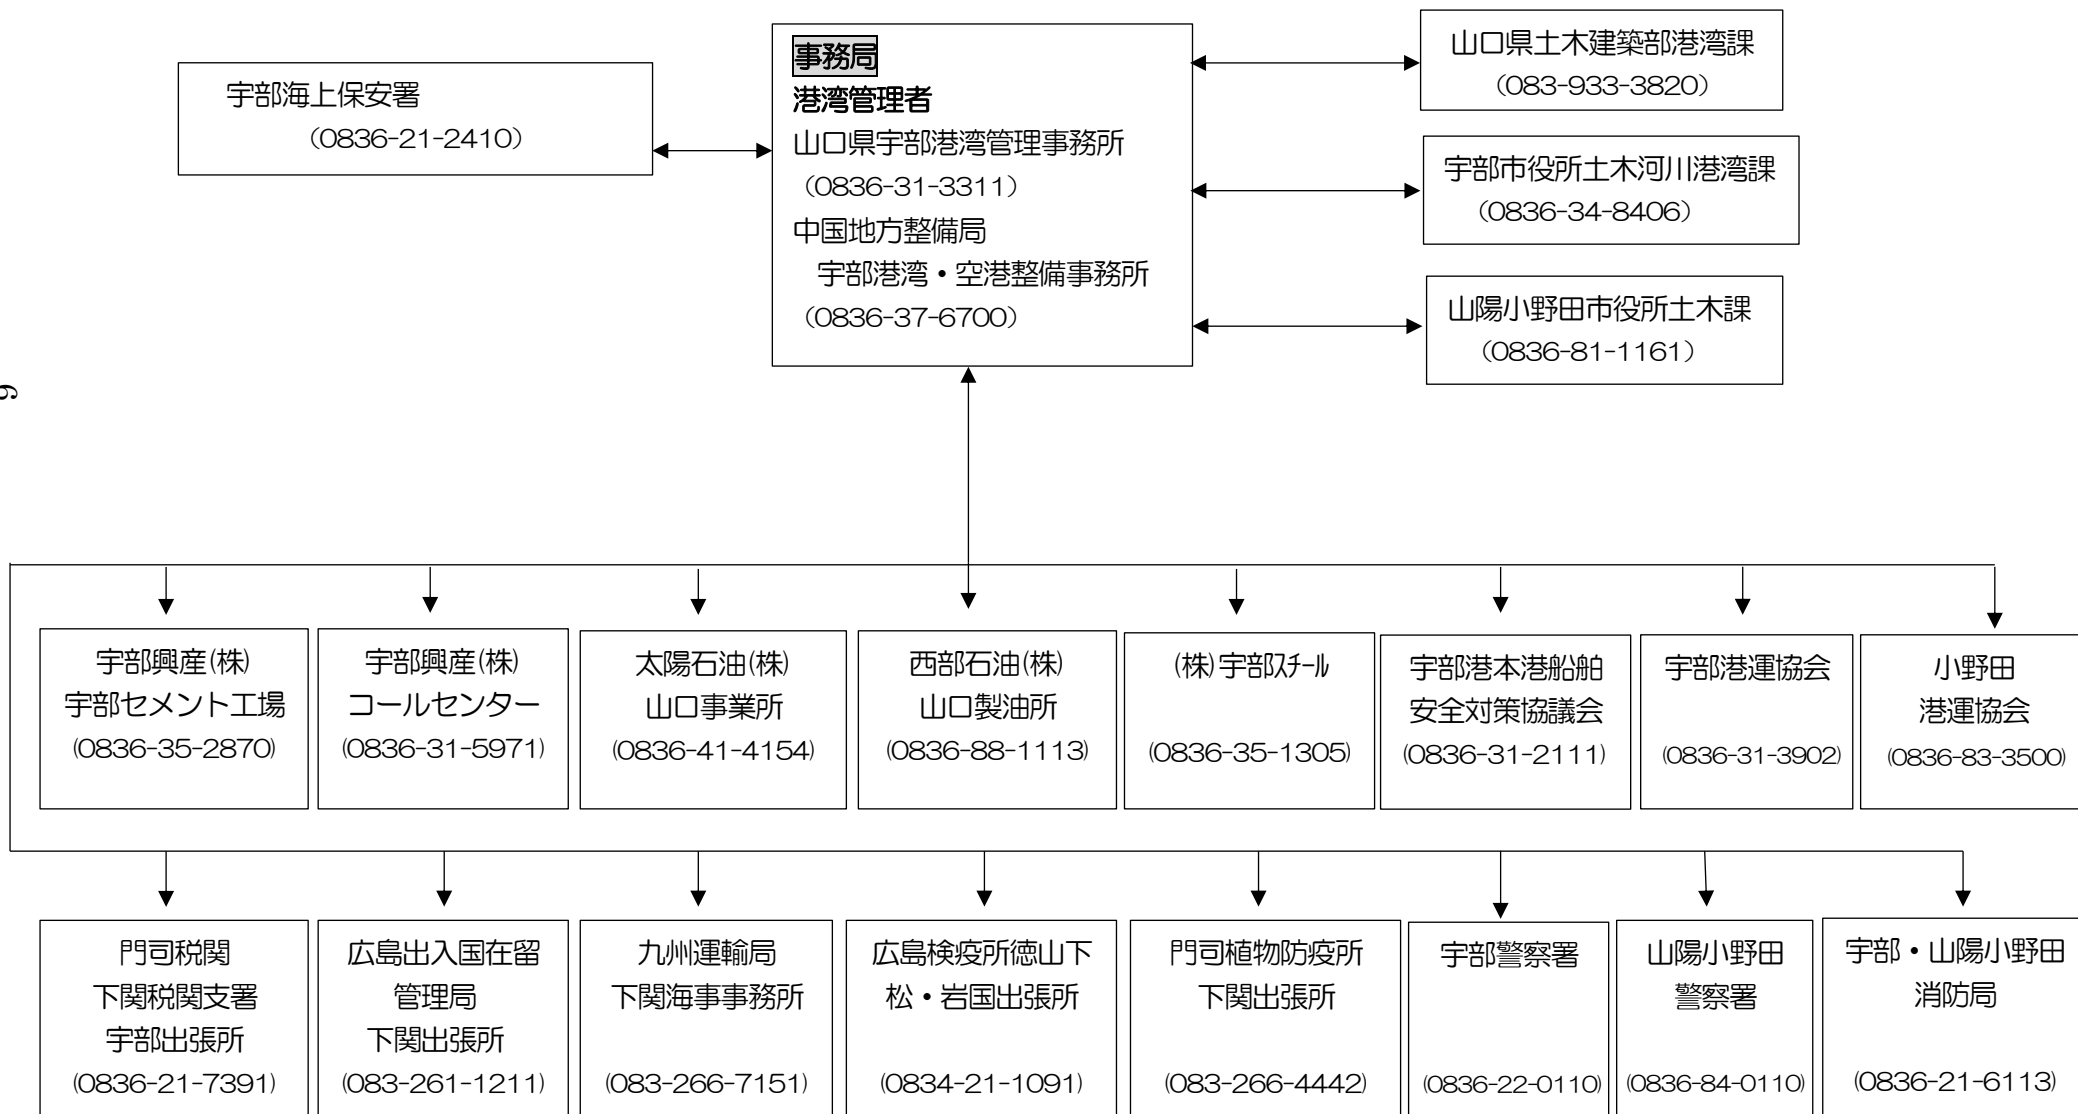 宇部海上保安署
（0836-21-2410）
事務局
港湾管理者
山口県宇部港湾管理事務所
（0836-31-3311）
中国地方整備局
宇部港湾・空港整備事務所
（0836-37-6700）
山口県土木建築部港湾課
（083-933-3820）
宇部市役所土木河川港湾課
（0836-34-8406）
山陽小野田市役所土木課
（0836-81-1161）
9
宇部興産(株)
宇部セメント工場
(0836-35-2870)
宇部興産(株)
コールセンター
(0836-31-5971)
太陽石油(株)
山口事業所
(0836-41-4154)
西部石油(株)
山口製油所
(0836-88-1113)
(株)宇部ｽﾁｰﾙ
(0836-35-1305)
宇部港本港船舶
安全対策協議会
(0836-31-2111)
宇部港運協会
(0836-31-3902)
小野田
港運協会
(0836-83-3500)
門司税関
下関税関支署
宇部出張所
(0836-21-7391)
広島出入国在留
管理局
下関出張所
(083-261-1211)
九州運輸局
下関海事事務所
(083-266-7151)
広島検疫所徳山下
松・岩国出張所
(0834-21-1091)
門司植物防疫所
下関出張所
(083-266-4442)
宇部警察署
(0836-22-0110)
山陽小野田
警察署
(0836-84-0110)
宇部・山陽小野田
消防局
(0836-21-6113)